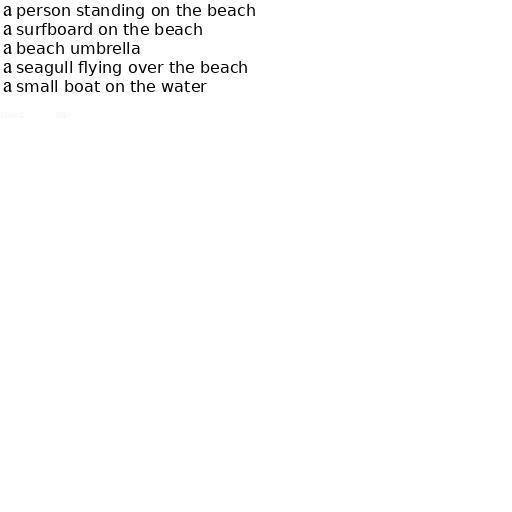 a person standing on the beach
a surfboard on the beach
a beach umbrella
a seagull flying over the beach
a small boat on the water